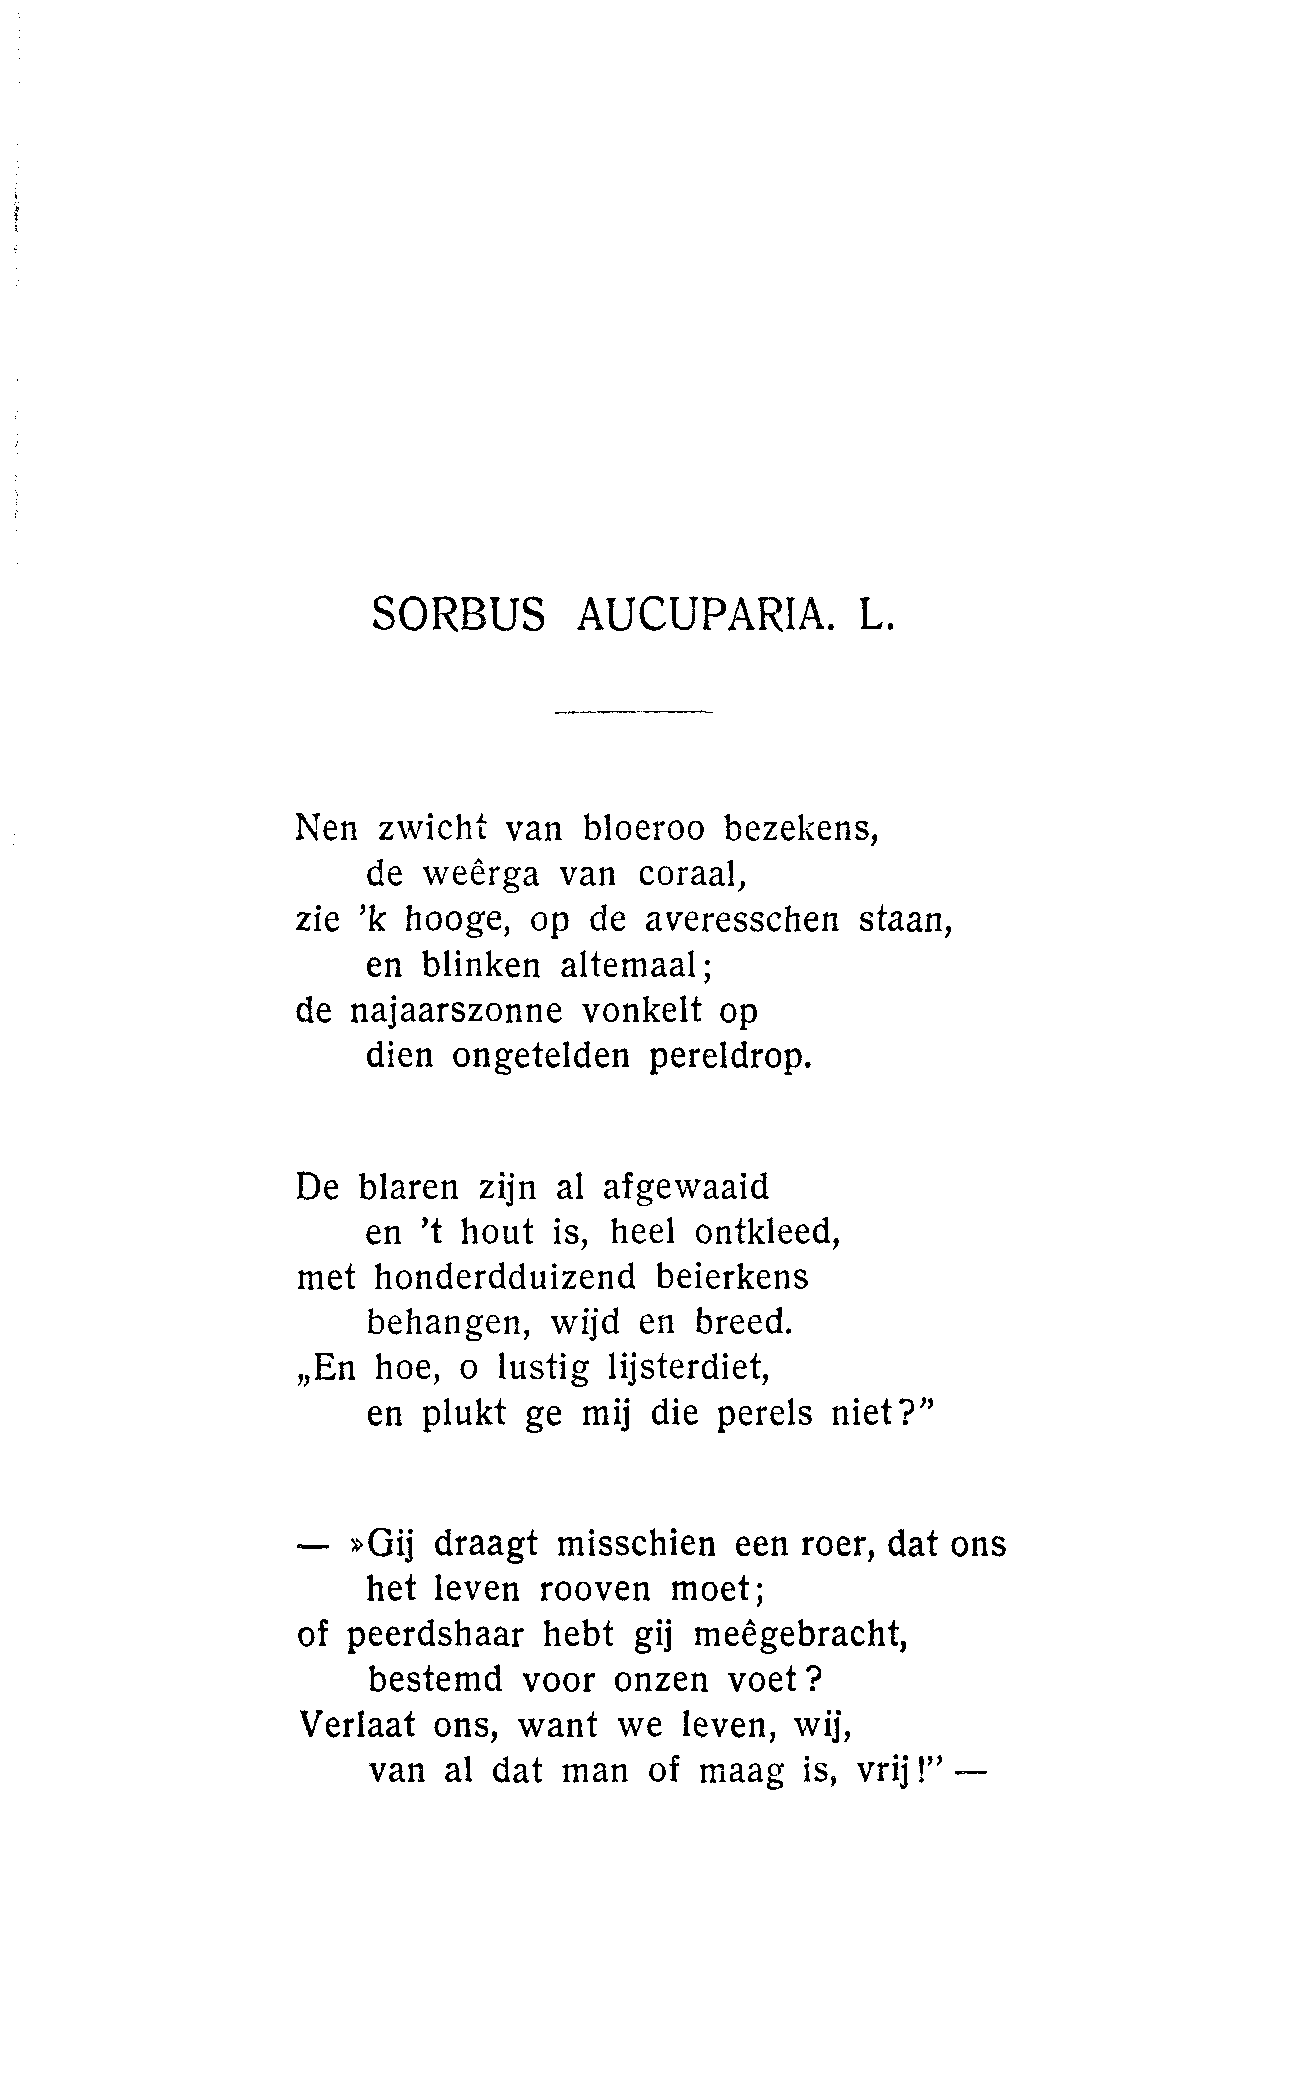 SORBUS AUCUPARIA. L.
Nen zwicht van bloeroo bezekens,
de weêrga van coraal,
zie ’k hooge, op de averesschen staan,
en blinken altemaal;
de najaarszonne vonkelt op
dien ongetelden pereldrop.
De blaren zijn al afgewaaid
en ’t hout is, heel ontkleed,
met honderdduizend beierkens
behangen, wijd en breed.
„En hoe, o lustig lijsterdiet,
en plukt ge mij die perels niet?”
— »Gij draagt misschien een roer, dat ons
het leven rooven moet;
of peerdshaar hebt gij meêgebracht,
bestemd voor onzen voet?
Verlaat ons, want we leven, wij,
van al dat man of maag is, vrij!” —